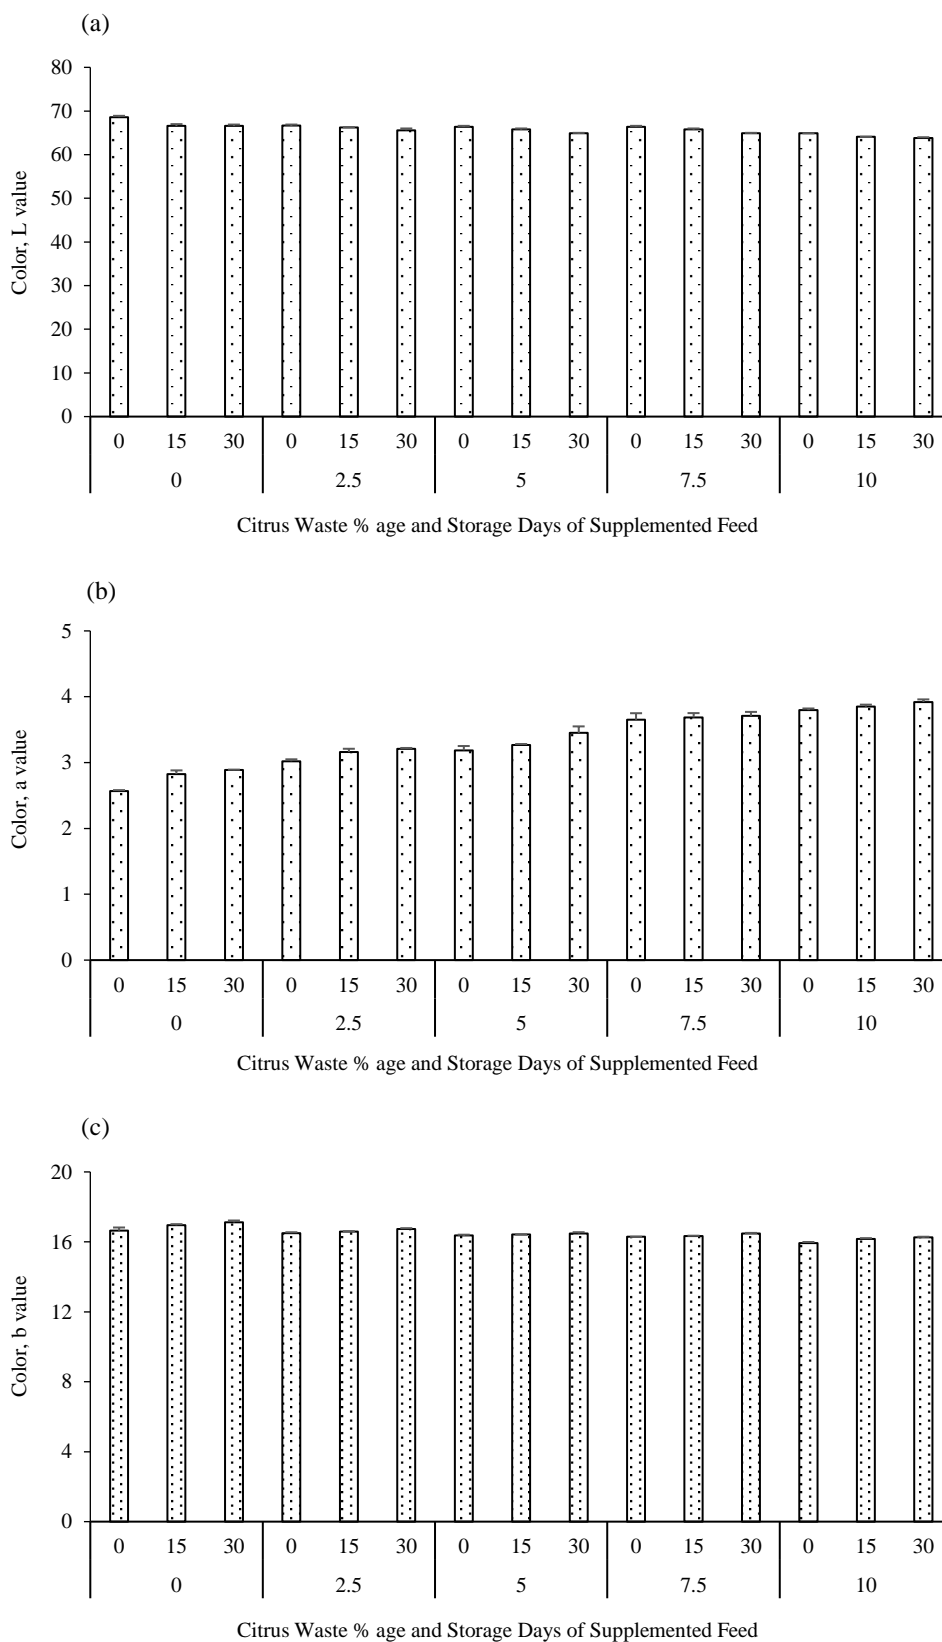 (a)
80
70
60
50
40
30
20
10
0
Color, L value
0 15 30 0 15 30 0 15 30 0 15 30 0 15 30
0 2.5 5 7.5 10
Citrus Waste % age and Storage Days of Supplemented Feed
(b)
5
4
3
2
1
0
Color, a value
0 15 30 0 15 30 0 15 30 0 15 30 0 15 30
0 2.5 5 7.5 10
Citrus Waste % age and Storage Days of Supplemented Feed
(c)
20
16
12
8
4
0
Color, b value
0 15 30 0 15 30 0 15 30 0 15 30 0 15 30
0 2.5 5 7.5 10
Citrus Waste % age and Storage Days of Supplemented Feed